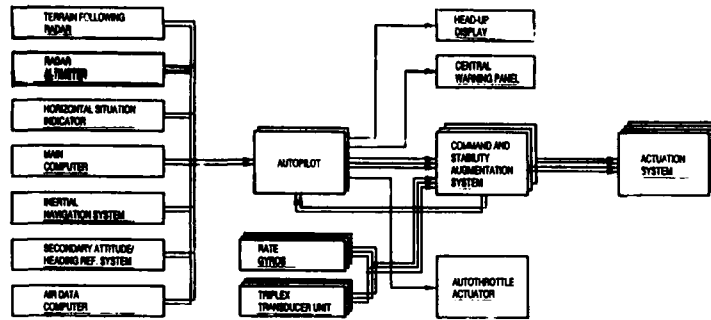 TERRAIN FOLLOWING
RADAR
RADAR
ALTIMETER
HORIZONTAL SITUATION
INDICATOR
MAIN
COMPUTER
INERTIAL
NAVIGATION SYSTEM
SECONDARY ATTITUDE/
HEADING REF. SYSTEM
AIR DATA
COMPUTER
AUTOPILOT
HEAD-UP
DISPLAY
CENTRAL
WARNING PANEL
COMMAND AND
STABILITY
AUGMENTATION
SYSTEM
ACTUATION
SYSTEM
RATE
GYROS
TRIPLEX
TRANSDUCER UNIT
AUTOTHROTTLE
ACTUATOR